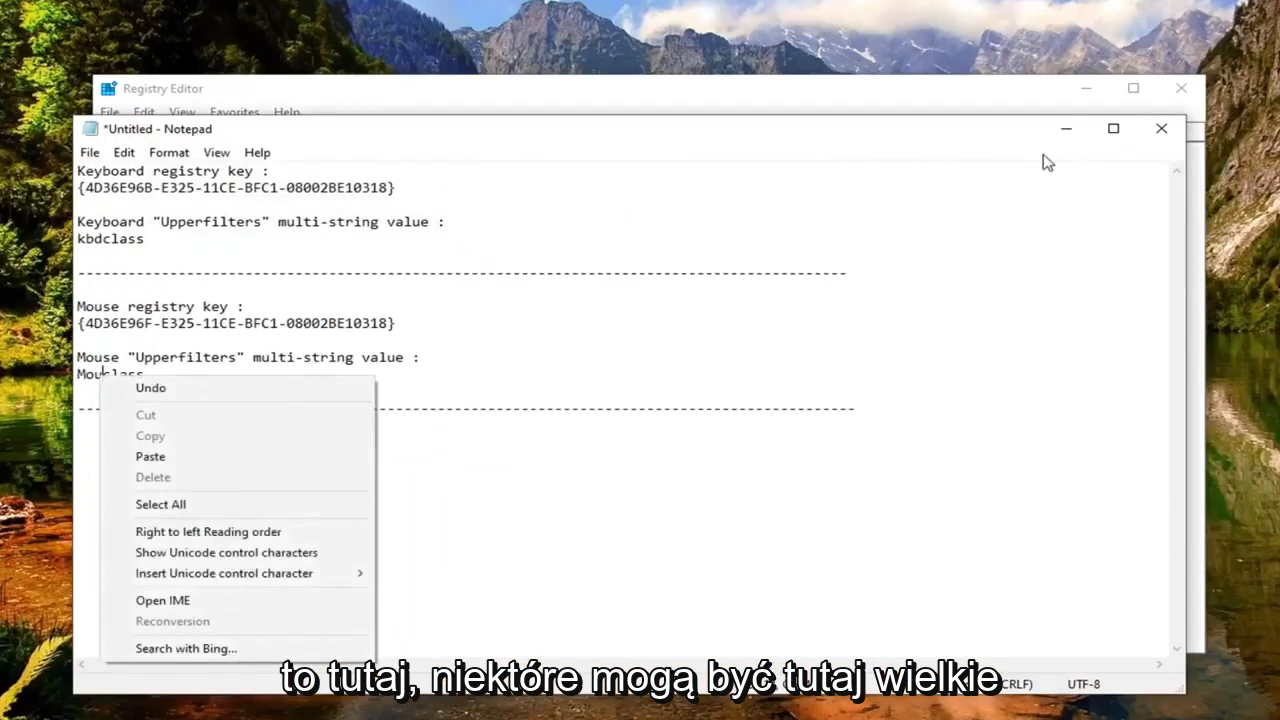 Registry Editor
File Edit View Favorites Help
*Untitled - Notepad
File Edit Format View Help
Keyboard registry key :
{4D36E96B-E325-11CE-BFC1-08002BE10318}
Keyboard "Upperfilters" multi-string value :
kbdclass
-------------------------------------------------------------------------------------------
Mouse registry key :
{4D36E96F-E325-11CE-BFC1-08002BE10318}
Mouse "Upperfilters" multi-string value :
Mouclass
Undo
Cut
Copy
Paste
Delete
Select All
Right to left Reading order
Show Unicode control characters
Insert Unicode control character
Open IME
Reconversion
Search with Bing...
to tutaj, niektóre mogą być tutaj wielkie
CRLF) UTF-8